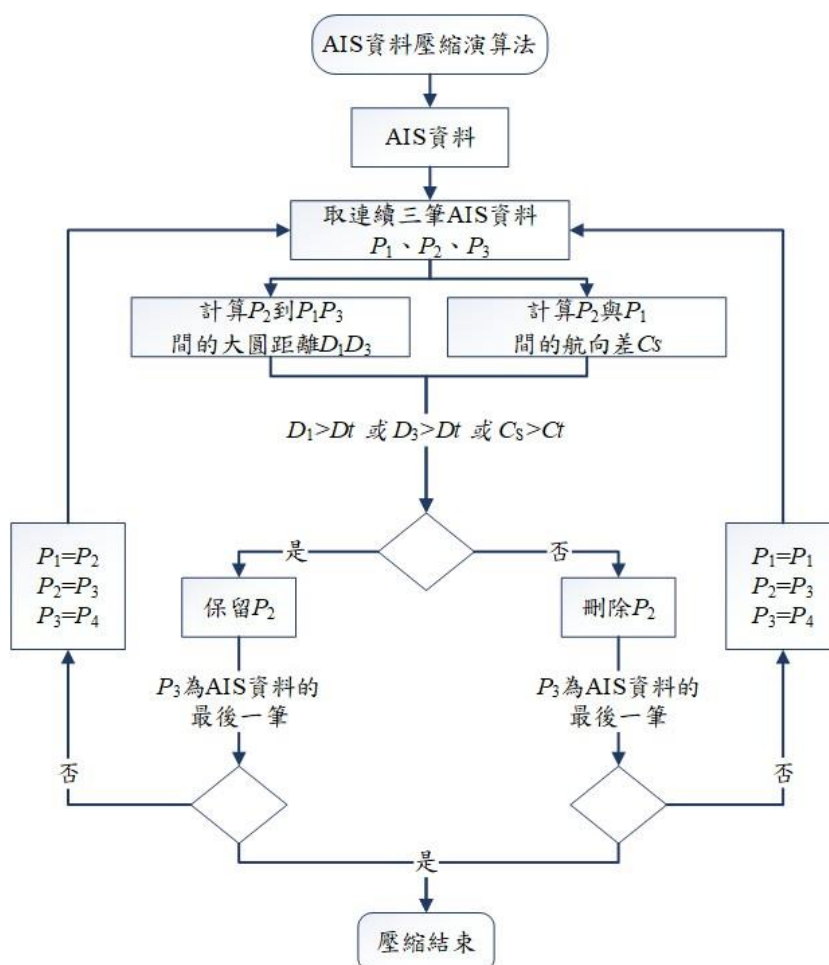 AIS資料壓縮演算法
AIS資料
取連續三筆AIS資料
P₁、P₂、P₃
計算P₂到P₁P₃
間的大圓距離D₁D₃
計算P₂與P₁
間的航向差Cs
D₁>Dt 或 D₃>Dt 或 Cₛ>Ct
是
否
P₁=P₂
P₂=P₃
P₃=P₄
保留P₂
刪除P₂
P₁=P₁
P₂=P₃
P₃=P₄
P₃為AIS資料的
最後一筆
P₃為AIS資料的
最後一筆
否
否
是
壓縮結束